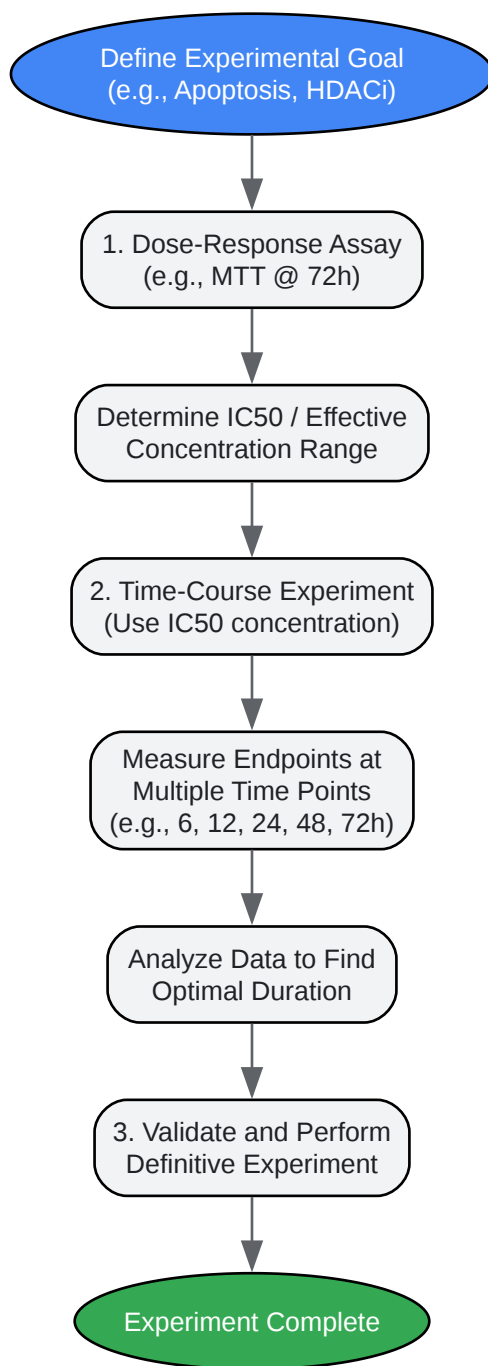 Define Experimental Goal
(e.g., Apoptosis, HDACi)
1. Dose-Response Assay
(e.g., MTT @ 72h)
Determine IC50 / Effective
Concentration Range
2. Time-Course Experiment
(Use IC50 concentration)
Measure Endpoints at
Multiple Time Points
(e.g., 6, 12, 24, 48, 72h)
Analyze Data to Find
Optimal Duration
3. Validate and Perform
Definitive Experiment
Experiment Complete